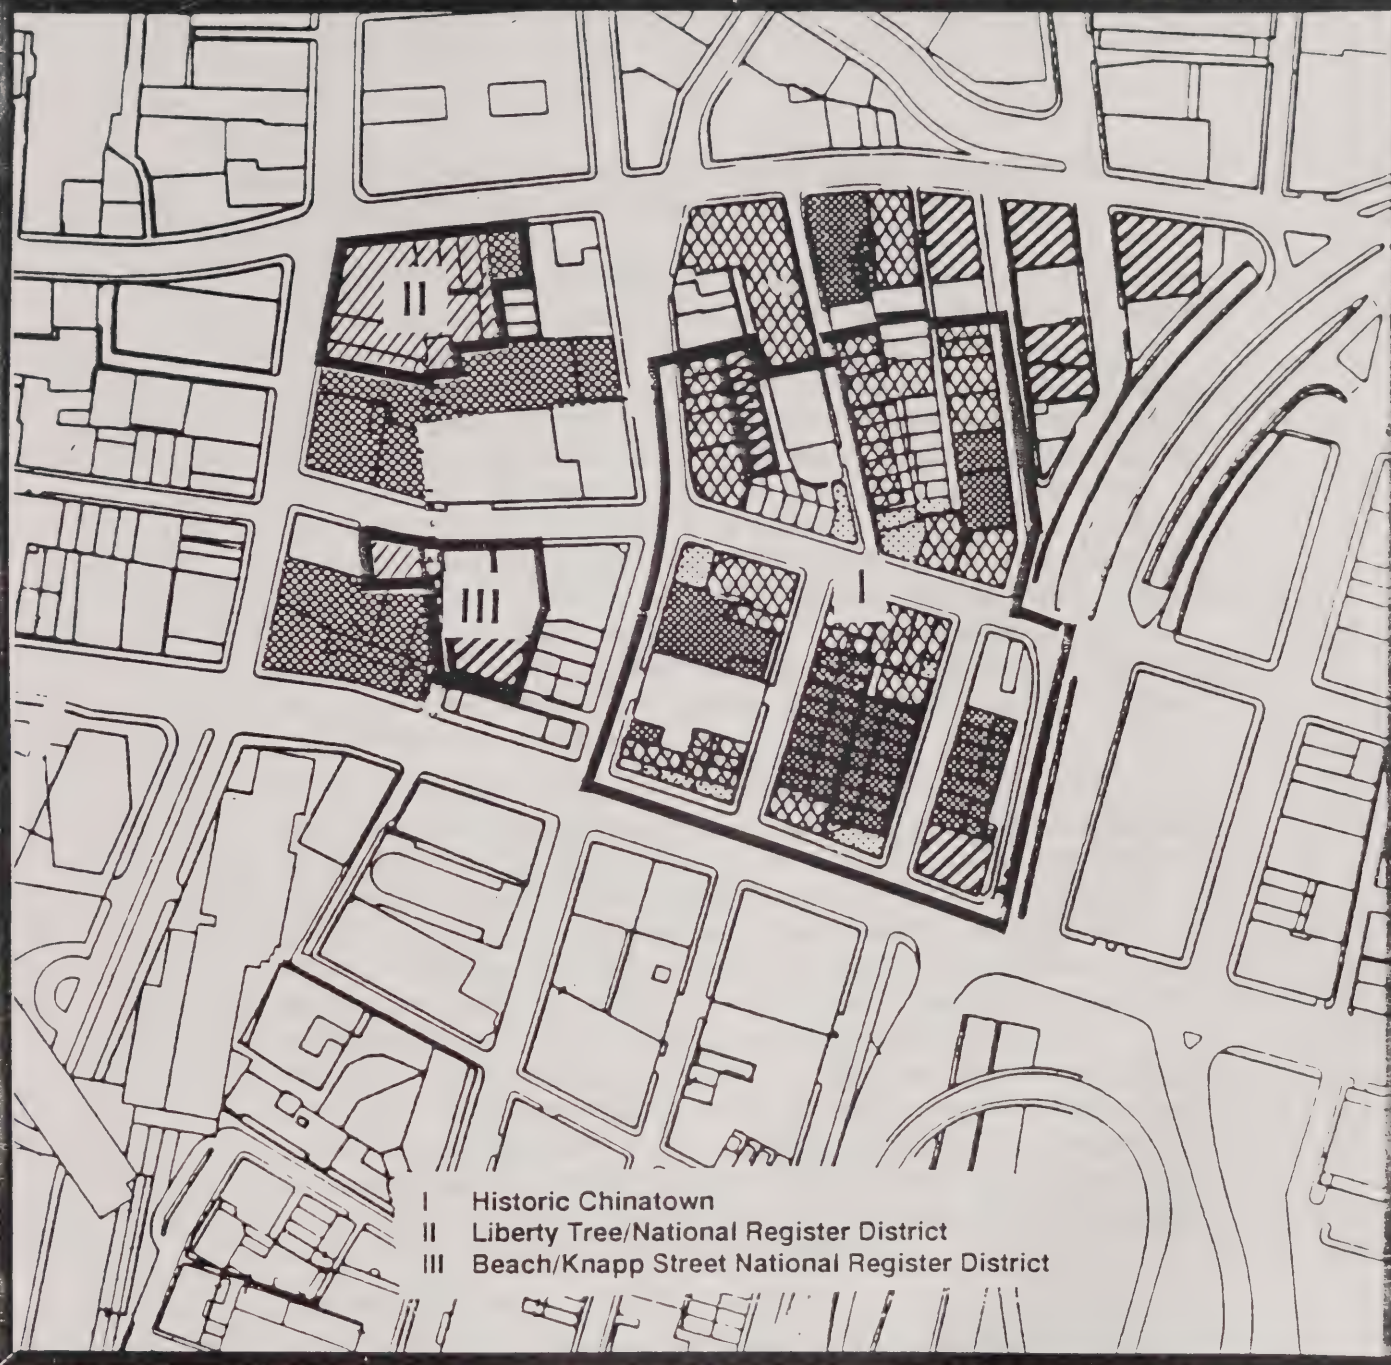 II
III
I
I Historic Chinatown
II Liberty Tree/National Register District
III Beach/Knapp Street National Register District